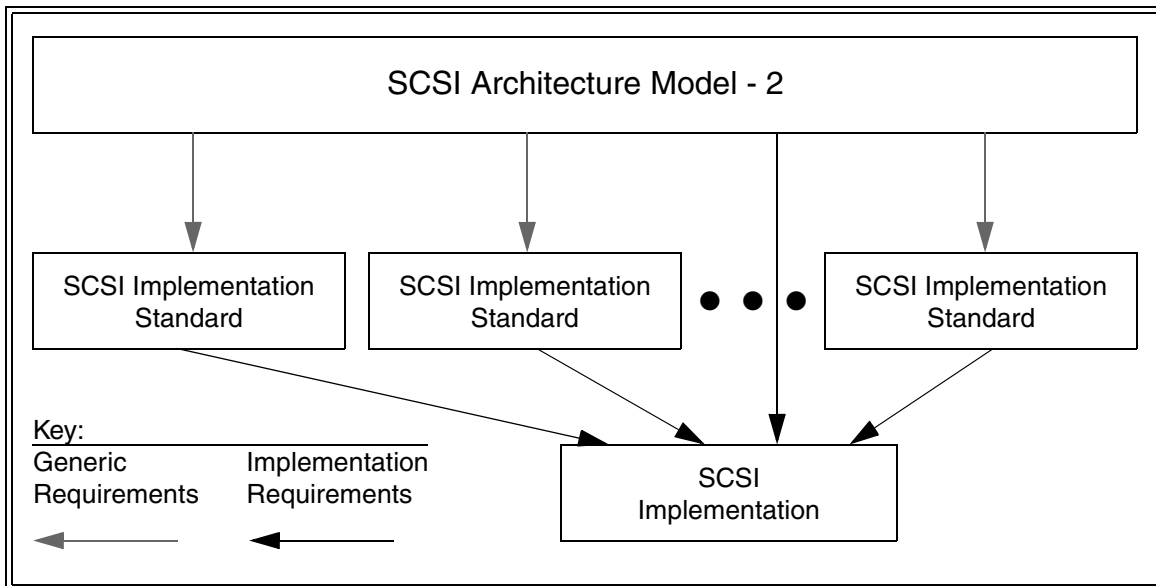 SCSI Architecture Model - 2
SCSI Implementation
Standard
SCSI Implementation
Standard
SCSI Implementation
Standard
Key:
Generic
Requirements
Implementation
Requirements
SCSI
Implementation